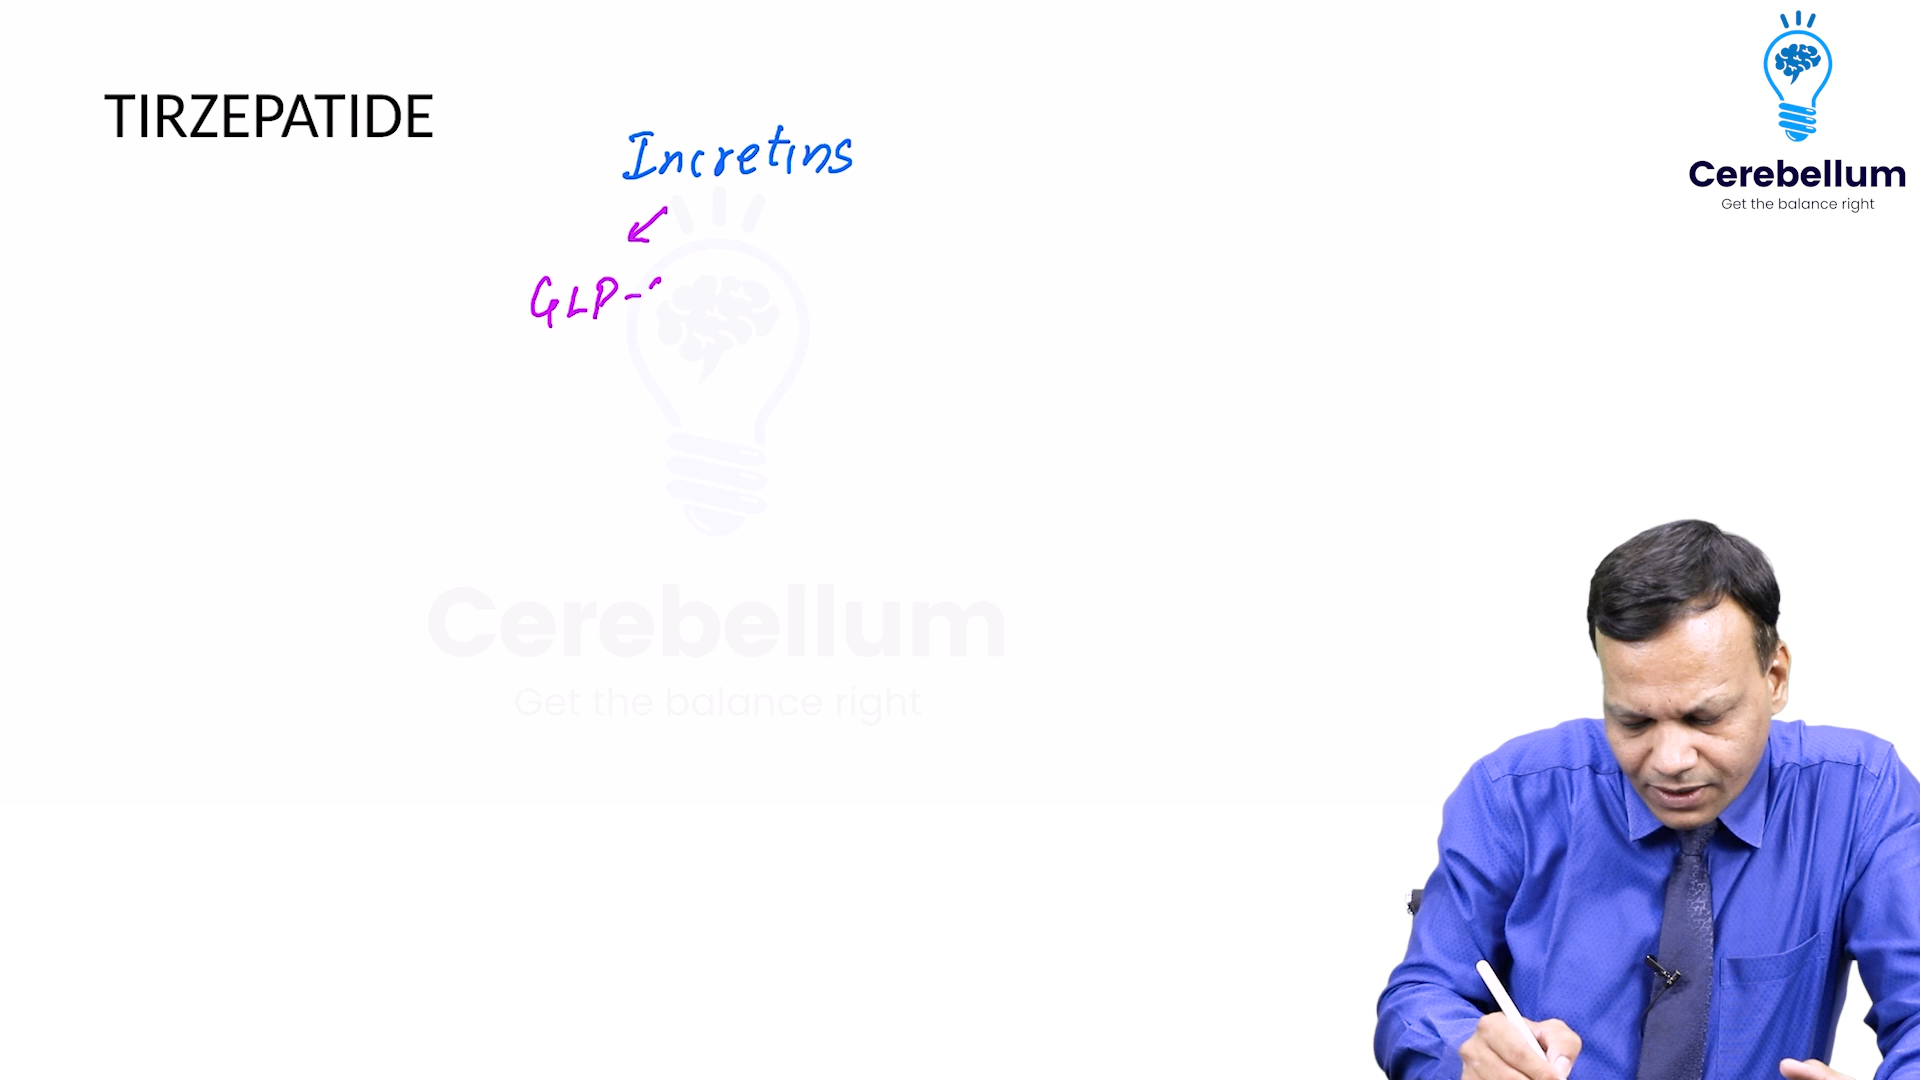 TIRZEPATIDE
Incretins
GLP-
Cerebellum
Get the balance right
Cerebellum
Get the balance right